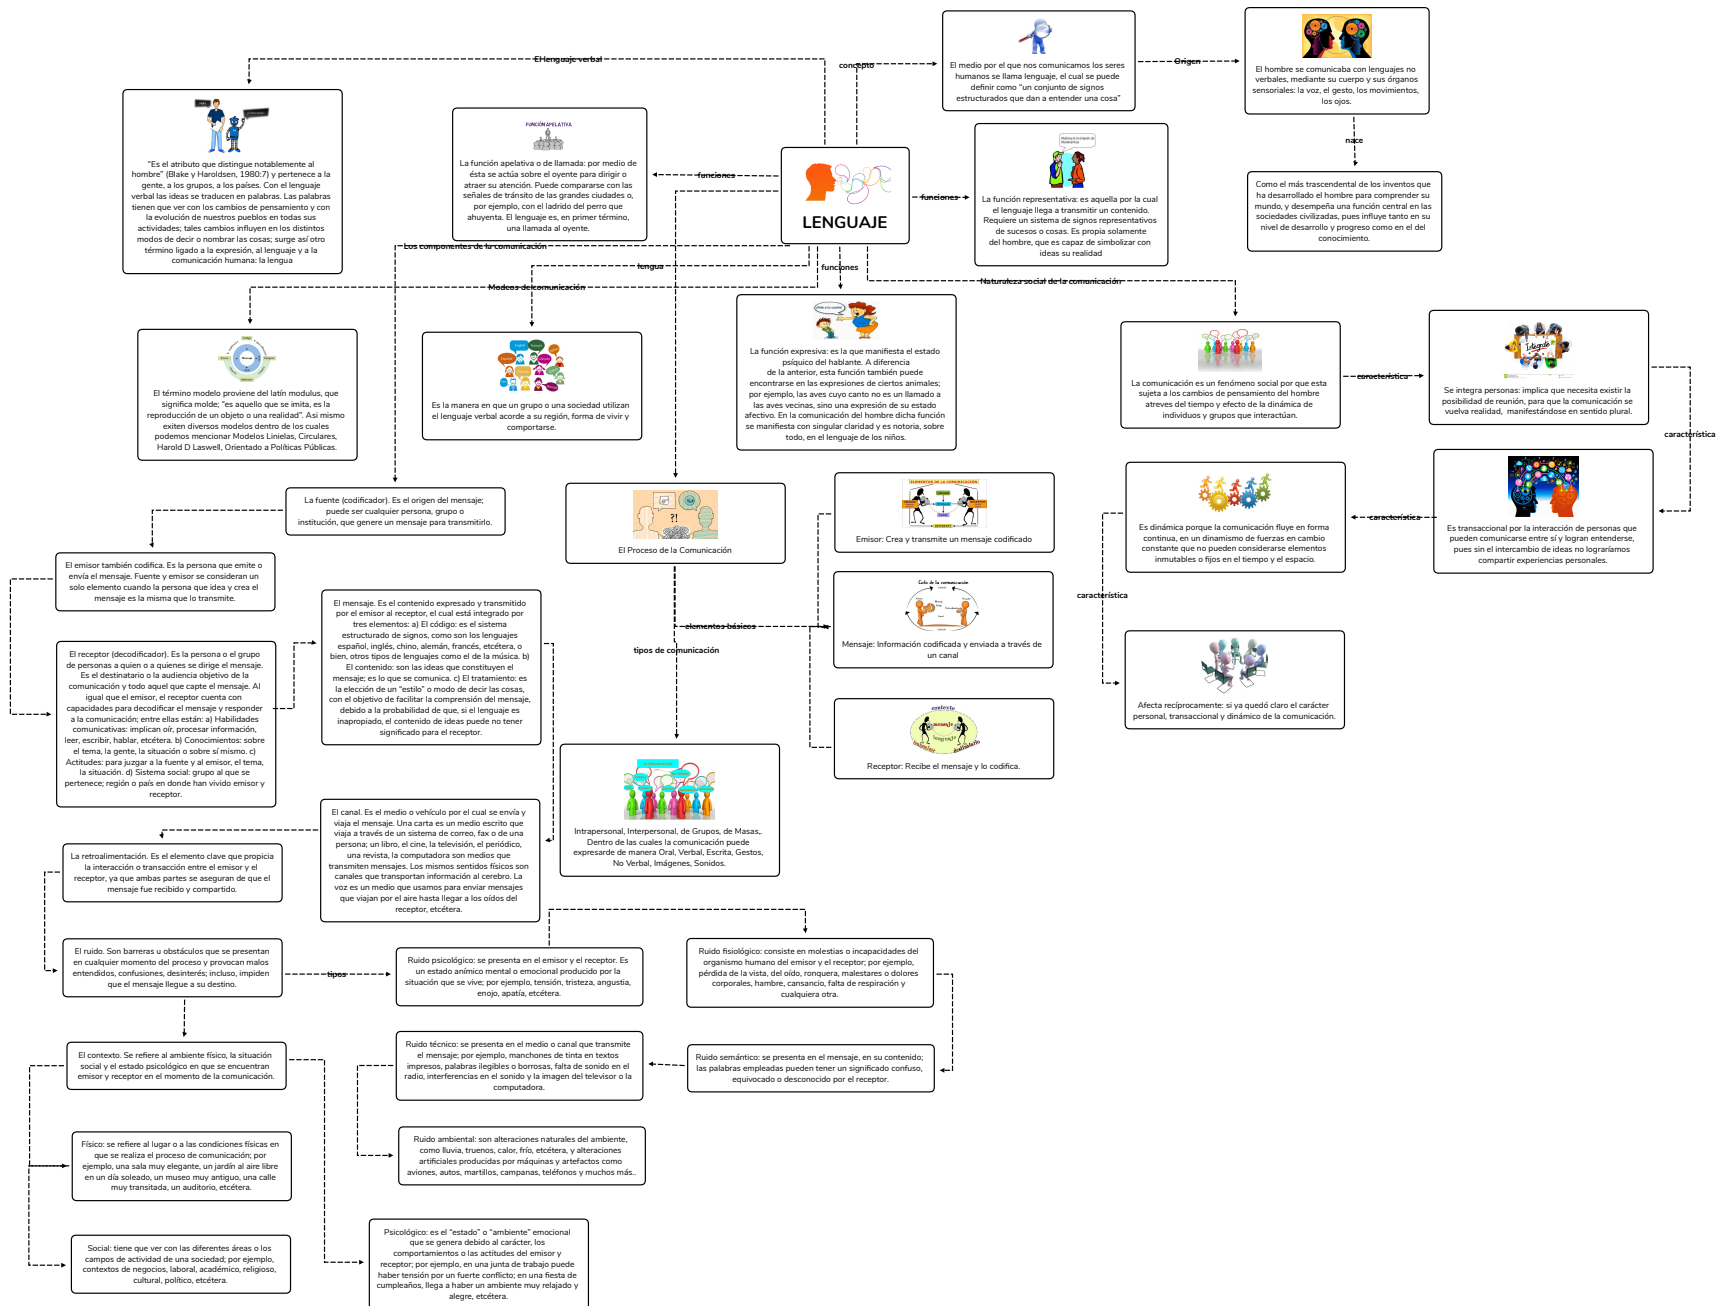 El lenguaje verbal
concepto
El medio por el que nos comunicamos los seres
humanos se llama lenguaje, el cual se puede
definir como “un conjunto de signos
estructurados que dan a entender una cosa”
Origen
El hombre se comunicaba con lenguajes no
verbales, mediante su cuerpo y sus órganos
sensoriales: la voz, el gesto, los movimientos,
los ojos.
nace
Como el más trascendental de los inventos que
ha desarrollado el hombre para comprender su
mundo, y desempeña una función central en las
sociedades civilizadas, pues influye tanto en su
nivel de desarrollo y progreso como en el del
conocimiento.
“Es el atributo que distingue notablemente al
hombre” (Blake y Haroldsen, 1980:7) y pertenece a la
gente, a los grupos, a los países. Con el lenguaje
verbal las ideas se traducen en palabras. Las palabras
tienen que ver con los cambios de pensamiento y con
la evolución de nuestros pueblos en todas sus
actividades; tales cambios influyen en los distintos
modos de decir o nombrar las cosas; surge así otro
término ligado a la expresión, al lenguaje y a la
comunicación humana: la lengua
FUNCIÓN APELATIVA
La función apelativa o de llamada: por medio de
ésta se actúa sobre el oyente para dirigir o
atraer su atención. Puede compararse con las
señales de tránsito de las grandes ciudades o,
por ejemplo, con el ladrido del perro que
ahuyenta. El lenguaje es, en primer término,
una llamada al oyente.
funciones
LENGUAJE
funciones
La función representativa: es aquella por la cual
el lenguaje llega a transmitir un contenido.
Requiere un sistema de signos representativos
de sucesos o cosas. Es propia solamente
del hombre, que es capaz de simbolizar con
ideas su realidad
Los componentes de la comunicación
lengua
funciones
Modeos de comunicación
Naturaleza social de la comunicación
El término modelo proviene del latín modulus, que
significa molde; “es aquello que se imita, es la
reproducción de un objeto o una realidad”. Asi mismo
exiten diversos modelos dentro de los cuales
podemos mencionar Modelos Linielas, Circulares,
Harold D Laswell, Orientado a Políticas Públicas.
Es la manera en que un grupo o una sociedad utilizan
el lenguaje verbal acorde a su región, forma de vivir y
comportarse.
La función expresiva: es la que manifiesta el estado
psíquico del hablante. A diferencia
de la anterior, esta función también puede
encontrarse en las expresiones de ciertos animales;
por ejemplo, las aves cuyo canto no es un llamado a
las aves vecinas, sino una expresión de su estado
afectivo. En la comunicación del hombre dicha función
se manifiesta con singular claridad y es notoria, sobre
todo, en el lenguaje de los niños.
La comunicación es un fenómeno social por que esta
sujeta a los cambios de pensamiento del hombre
atreves del tiempo y efecto de la dinámica de
individuos y grupos que interactúan.
característica
Intégrate
Se integra personas: implica que necesita existir la
posibilidad de reunión, para que la comunicación se
vuelva realidad, manifestándose en sentido plural.
característica
Es transaccional por la interacción de personas que
pueden comunicarse entre sí y logran entenderse,
pues sin el intercambio de ideas no lograríamos
compartir experiencias personales.
característica
Es dinámica porque la comunicación fluye en forma
continua, en un dinamismo de fuerzas en cambio
constante que no pueden considerarse elementos
inmutables o fijos en el tiempo y el espacio.
característica
Afecta recíprocamente: si ya quedó claro el carácter
personal, transaccional y dinámico de la comunicación.
La fuente (codificador). Es el origen del mensaje;
puede ser cualquier persona, grupo o
institución, que genere un mensaje para transmitirlo.
?!
El Proceso de la Comunicación
ELEMENTOS DE LA COMUNICACIÓN
Emisor: Crea y transmite un mensaje codificado
Ciclo de la comunicación
Mensaje: Información codificada y enviada a través de
un canal
contexto
mensaje
lenguaje
destinatario
Receptor: Recibe el mensaje y lo codifica.
elementos básicos
tipos de comunicación
El emisor también codifica. Es la persona que emite o
envía el mensaje. Fuente y emisor se consideran un
solo elemento cuando la persona que idea y crea el
mensaje es la misma que lo transmite.
El receptor (decodificador). Es la persona o el grupo
de personas a quien o a quienes se dirige el mensaje.
Es el destinatario o la audiencia objetivo de la
comunicación y todo aquel que capte el mensaje. Al
igual que el emisor, el receptor cuenta con
capacidades para decodificar el mensaje y responder
a la comunicación; entre ellas están: a) Habilidades
comunicativas: implican oír, procesar información,
leer, escribir, hablar, etcétera. b) Conocimientos: sobre
el tema, la gente, la situación o sobre sí mismo. c)
Actitudes: para juzgar a la fuente y al emisor, el tema,
la situación. d) Sistema social: grupo al que se
pertenece; región o país en donde han vivido emisor y
receptor.
El mensaje. Es el contenido expresado y transmitido
por el emisor al receptor, el cual está integrado por
tres elementos: a) El código: es el sistema
estructurado de signos, como son los lenguajes
español, inglés, chino, alemán, francés, etcétera, o
bien, otros tipos de lenguajes como el de la música. b)
El contenido: son las ideas que constituyen el
mensaje; es lo que se comunica. c) El tratamiento: es
la elección de un “estilo” o modo de decir las cosas,
con el objetivo de facilitar la comprensión del mensaje,
debido a la probabilidad de que, si el lenguaje es
inapropiado, el contenido de ideas puede no tener
significado para el receptor.
Intrapersonal, Interpersonal, de Grupos, de Masas,.
Dentro de las cuales la comunicación puede
expresarde de manera Oral, Verbal, Escrita, Gestos,
No Verbal, Imágenes, Sonidos.
El canal. Es el medio o vehículo por el cual se envía y
viaja el mensaje. Una carta es un medio escrito que
viaja a través de un sistema de correo, fax o de una
persona; un libro, el cine, la televisión, el periódico,
una revista, la computadora son medios que
transmiten mensajes. Los mismos sentidos físicos son
canales que transportan información al cerebro. La
voz es un medio que usamos para enviar mensajes
que viajan por el aire hasta llegar a los oídos del
receptor, etcétera.
La retroalimentación. Es el elemento clave que propicia
la interacción o transacción entre el emisor y el
receptor, ya que ambas partes se aseguran de que el
mensaje fue recibido y compartido.
El ruido. Son barreras u obstáculos que se presentan
en cualquier momento del proceso y provocan malos
entendidos, confusiones, desinterés; incluso, impiden
que el mensaje llegue a su destino.
tipos
Ruido psicológico: se presenta en el emisor y el receptor. Es
un estado anímico mental o emocional producido por la
situación que se vive; por ejemplo, tensión, tristeza, angustia,
enojo, apatía, etcétera.
Ruido fisiológico: consiste en molestias o incapacidades del
organismo humano del emisor y el receptor; por ejemplo,
pérdida de la vista, del oído, ronquera, malestares o dolores
corporales, hambre, cansancio, falta de respiración y
cualquiera otra.
Ruido semántico: se presenta en el mensaje, en su contenido;
las palabras empleadas pueden tener un significado confuso,
equivocado o desconocido por el receptor.
Ruido técnico: se presenta en el medio o canal que transmite
el mensaje; por ejemplo, manchones de tinta en textos
impresos, palabras ilegibles o borrosas, falta de sonido en el
radio, interferencias en el sonido y la imagen del televisor o la
computadora.
Ruido ambiental: son alteraciones naturales del ambiente,
como lluvia, truenos, calor, frío, etcétera, y alteraciones
artificiales producidas por máquinas y artefactos como
aviones, autos, martillos, campanas, teléfonos y muchos más..
El contexto. Se refiere al ambiente físico, la situación
social y el estado psicológico en que se encuentran
emisor y receptor en el momento de la comunicación.
Físico: se refiere al lugar o a las condiciones físicas en
que se realiza el proceso de comunicación; por
ejemplo, una sala muy elegante, un jardín al aire libre
en un día soleado, un museo muy antiguo, una calle
muy transitada, un auditorio, etcétera.
Social: tiene que ver con las diferentes áreas o los
campos de actividad de una sociedad; por ejemplo,
contextos de negocios, laboral, académico, religioso,
cultural, político, etcétera.
Psicológico: es el “estado” o “ambiente” emocional
que se genera debido al carácter, los
comportamientos o las actitudes del emisor y
receptor; por ejemplo, en una junta de trabajo puede
haber tensión por un fuerte conflicto; en una fiesta de
cumpleaños, llega a haber un ambiente muy relajado y
alegre, etcétera.